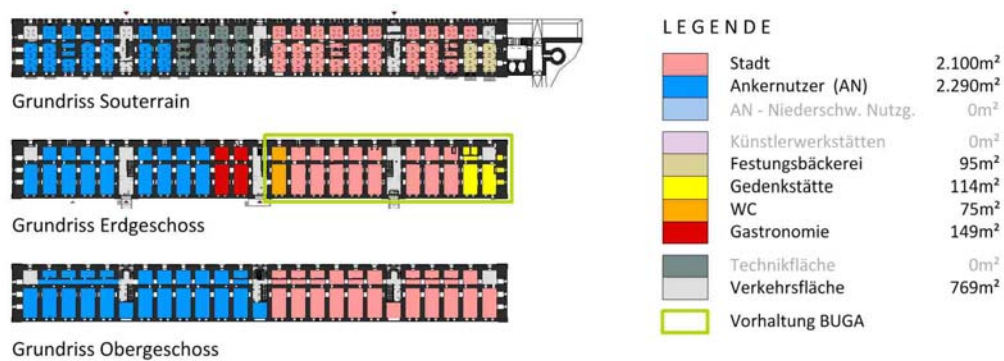 Grundriss Souterrain
Grundriss Erdgeschoss
Grundriss Obergeschoss
LEGENDE
Stadt 2.100m²
Ankernutzer (AN) 2.290m²
AN - Niederschw. Nutzg. 0m²
Künstlerwerkstätten 0m²
Festungsbäckerei 95m²
Gedenkstätte 114m²
WC 75m²
Gastronomie 149m²
Technikfläche 0m²
Verkehrsfläche 769m²
Vorhaltung BUGA